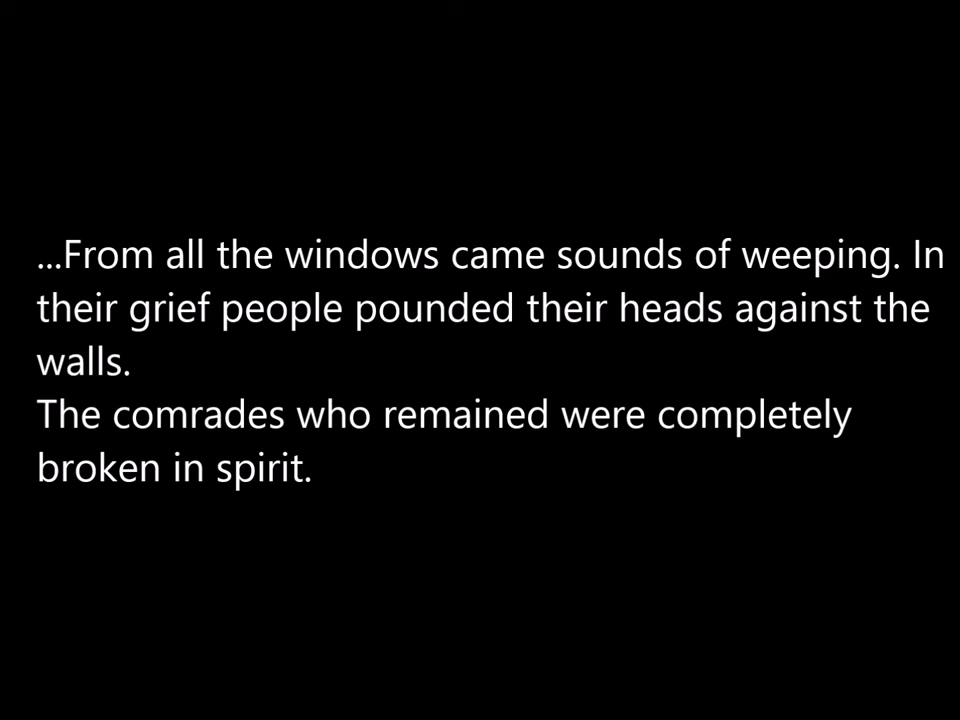 ...From all the windows came sounds of weeping. In
their grief people pounded their heads against the
walls.
The comrades who remained were completely
broken in spirit.